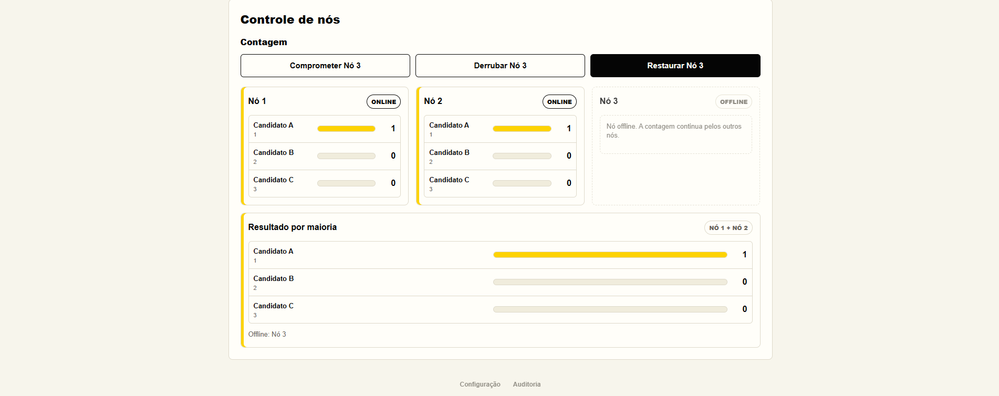 Controle de nós
Contagem
Comprometer Nó 3
Derrubar Nó 3
Restaurar Nó 3
Nó 1
ONLINE
Candidato A
1
1
Candidato B
2
0
Candidato C
3
0
Nó 2
ONLINE
Candidato A
1
1
Candidato B
2
0
Candidato C
3
0
Nó 3
OFFLINE
Nó offline. A contagem continua pelos outros
nós.
Resultado por maioria
NÓ 1 + NÓ 2
Candidato A
1
1
Candidato B
2
0
Candidato C
3
0
Offline: Nó 3
Configuração
Auditoria